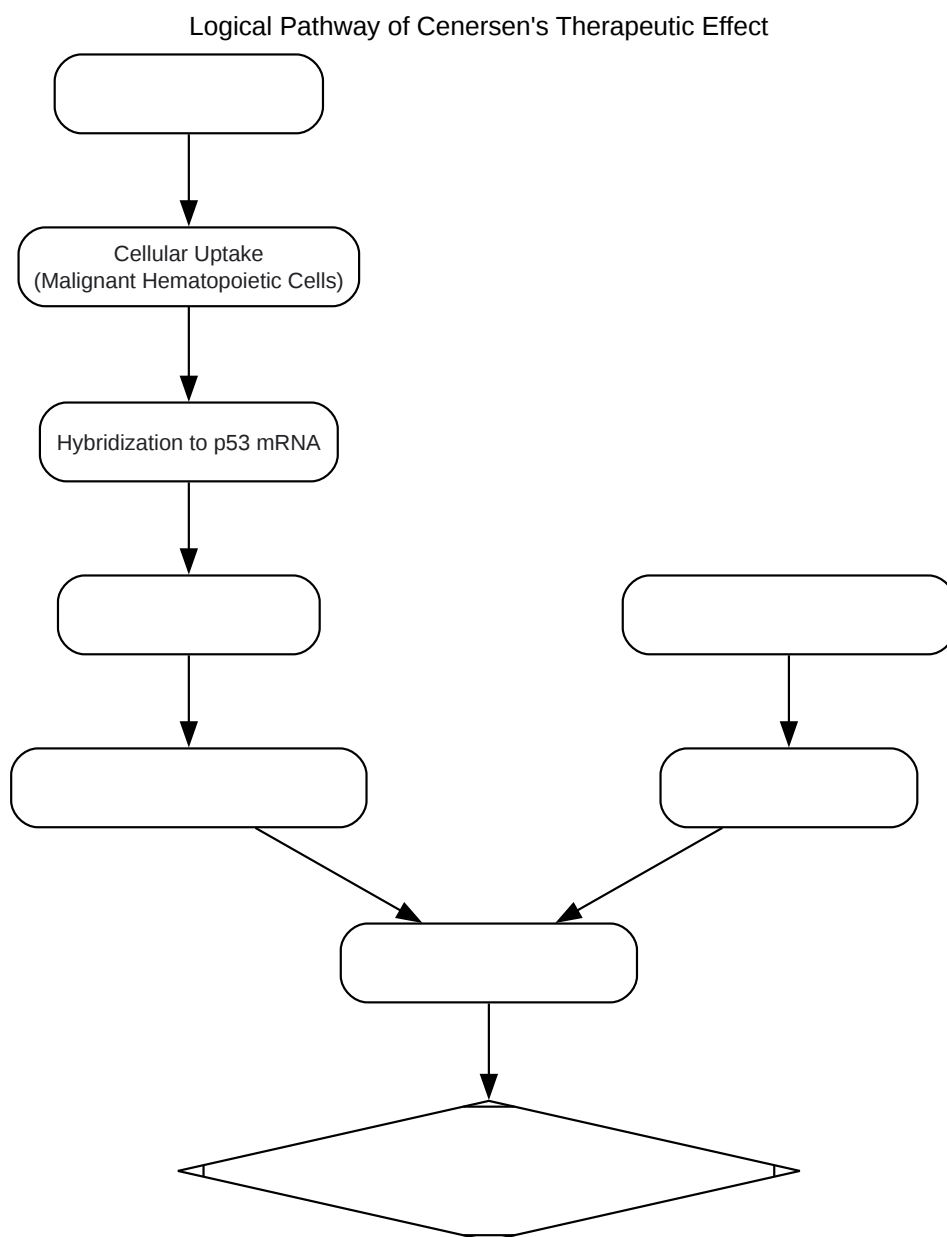 Logical Pathway of Cenersen's Therapeutic Effect
Cellular Uptake
(Malignant Hematopoietic Cells)
Hybridization to p53 mRNA